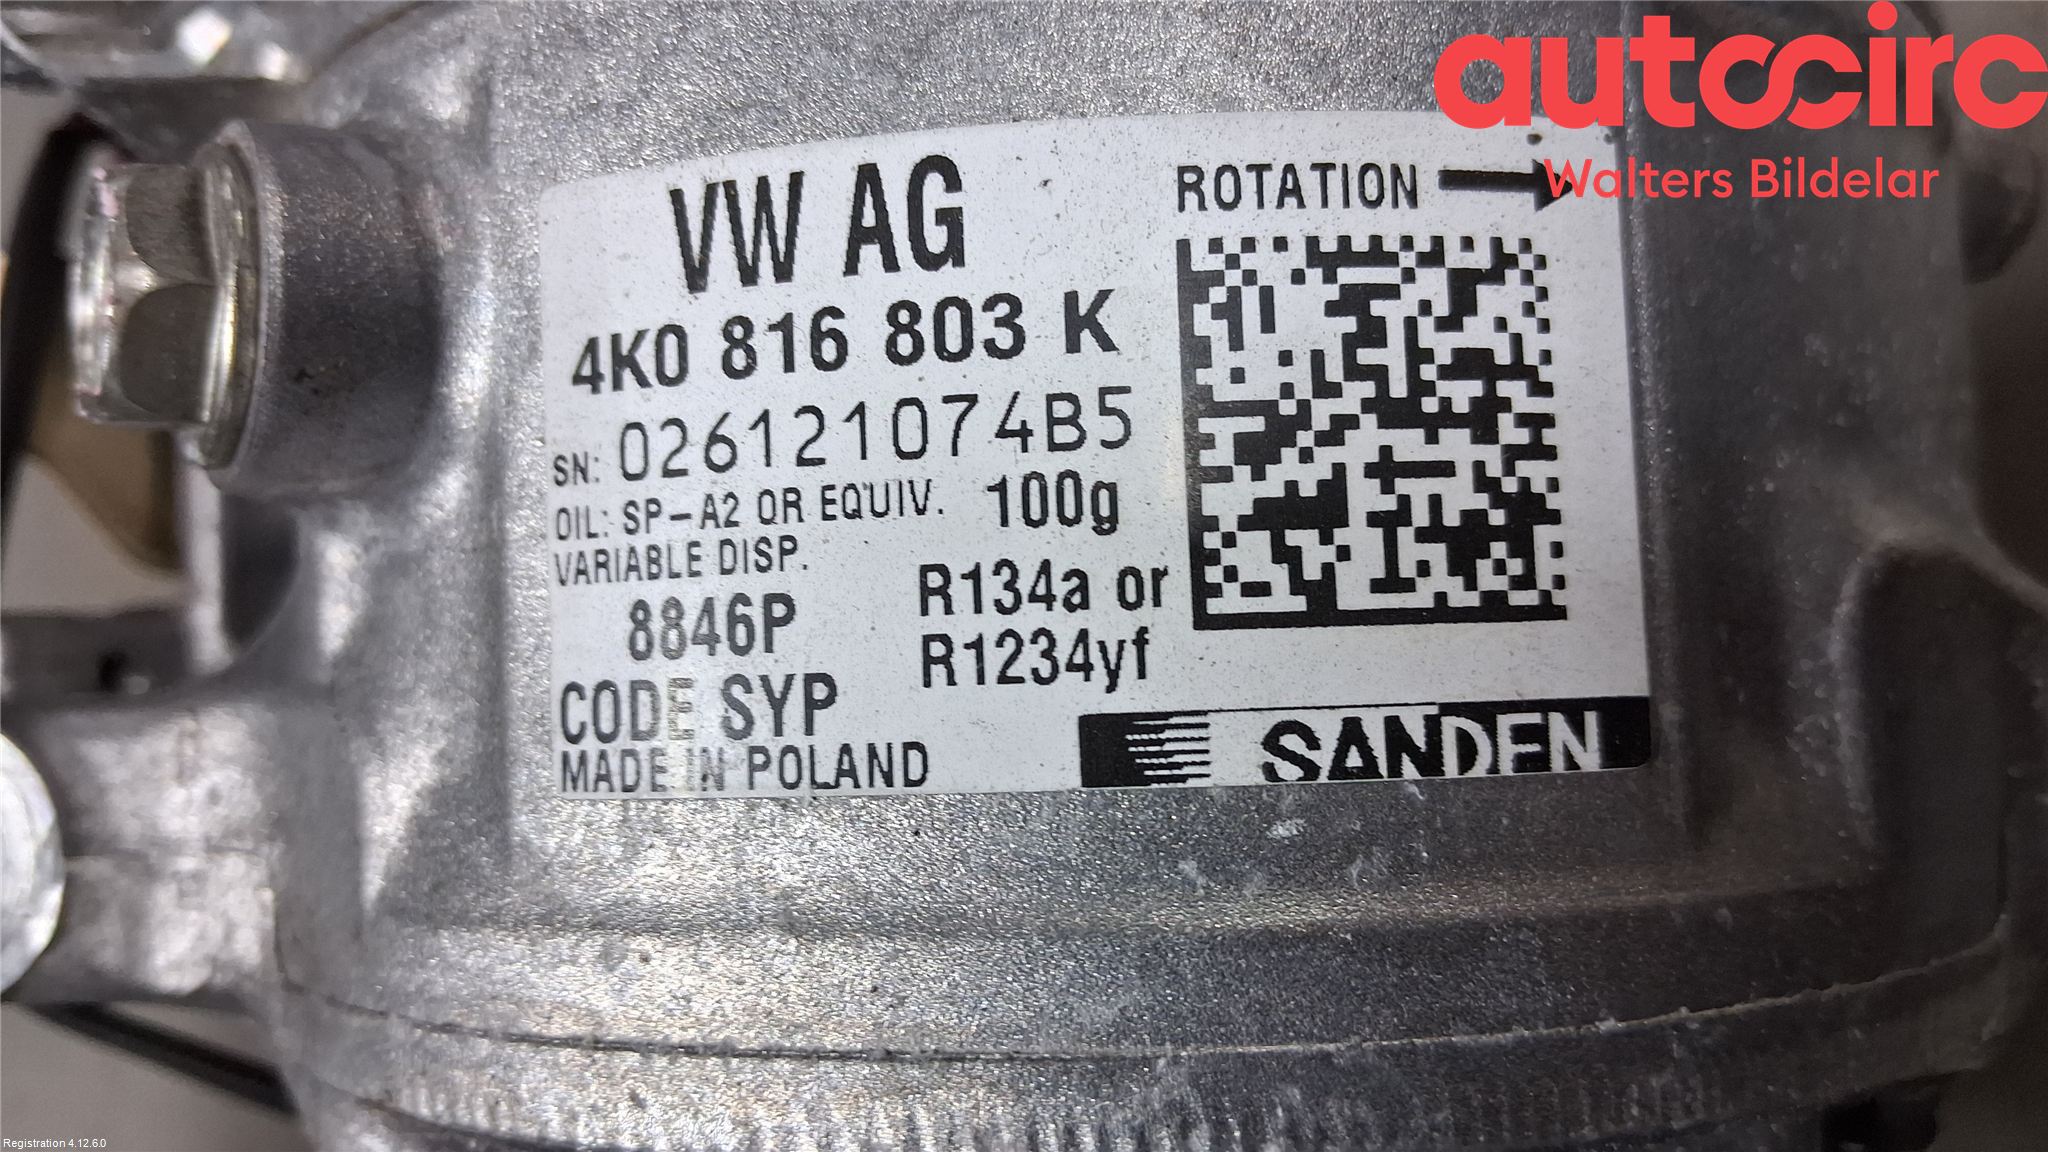 autocirc
Walters Bildelar
VW AG
ROTATION
4K0 816 803 K
SN: 026121074B5
OIL: SP-A2 OR EQUIV. 100g
VARIABLE DISP.
8846P
R134a or
R1234yf
CODE SYP
MADE IN POLAND
SANDEN
Registration 4.12.6.0